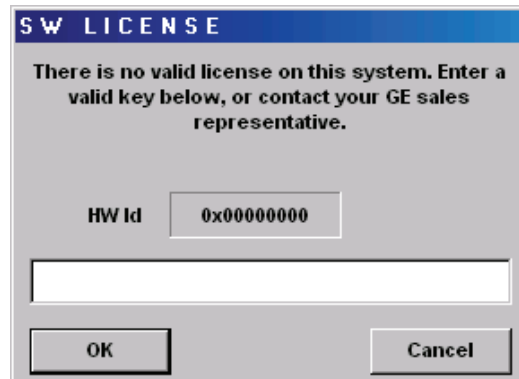 SW LICENSE
There is no valid license on this system. Enter a
valid key below, or contact your GE sales
representative.
HW Id 0x00000000
OK Cancel